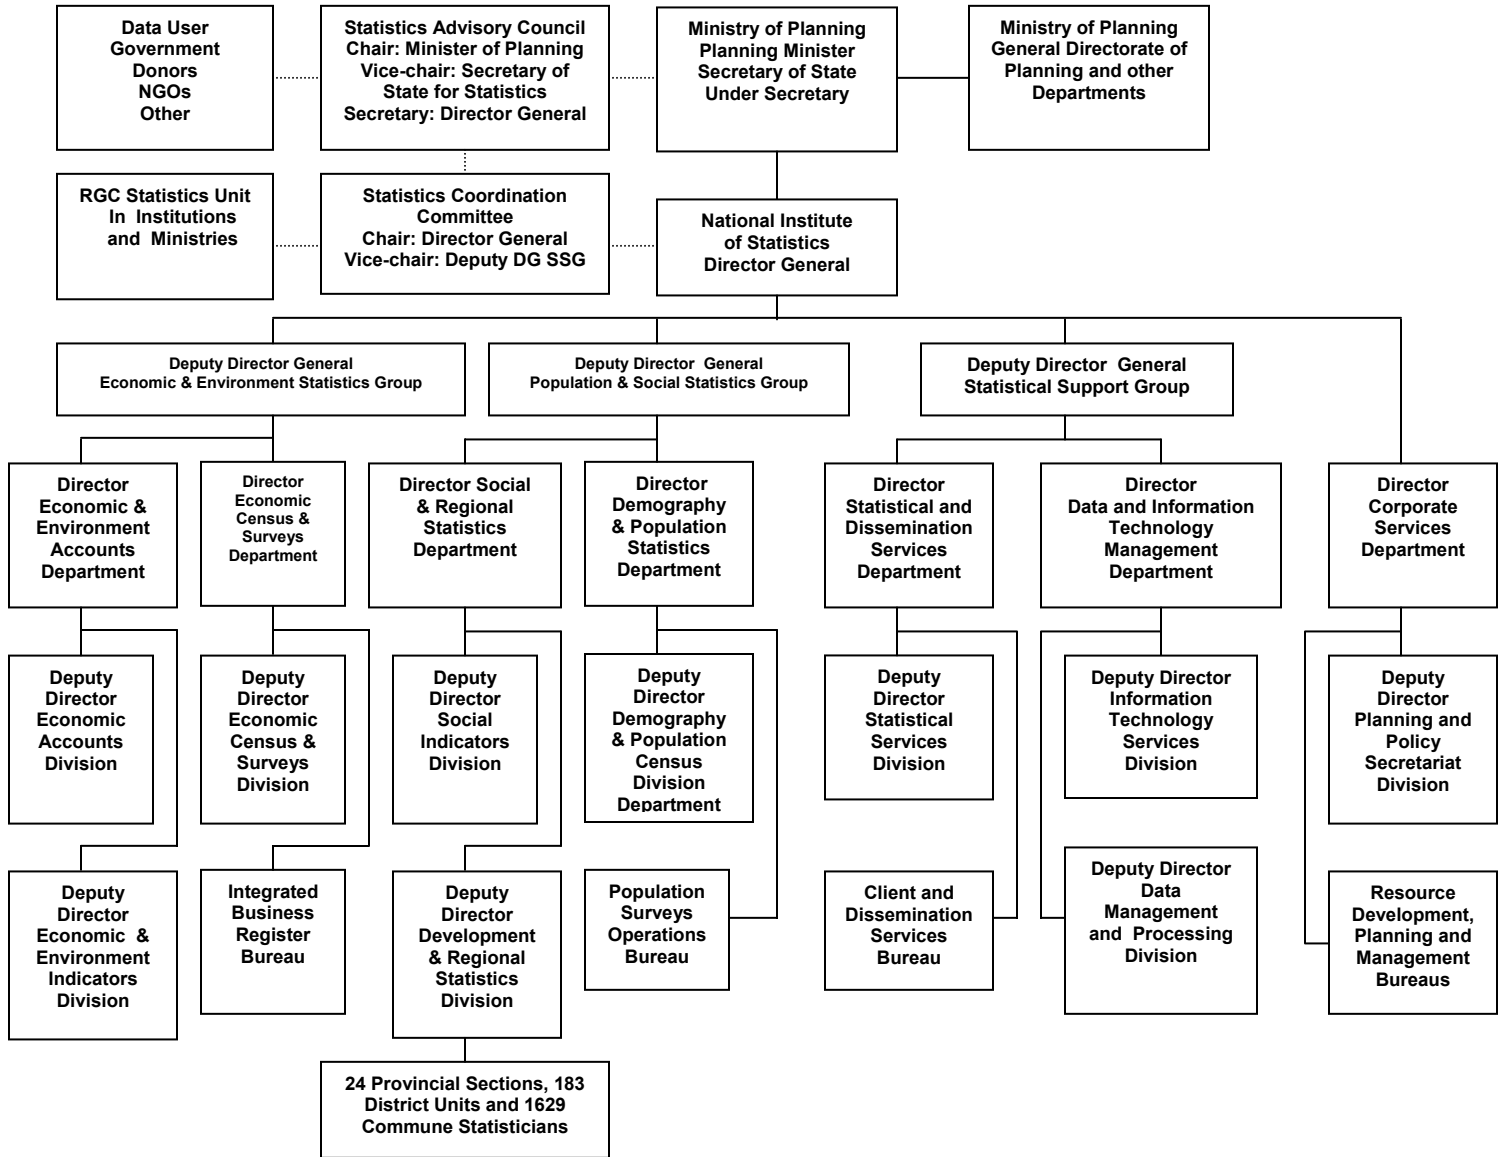 Data User
Government
Donors
NGOs
Other
Statistics Advisory Council
Chair: Minister of Planning
Vice-chair: Secretary of
State for Statistics
Secretary: Director General
Ministry of Planning
Planning Minister
Secretary of State
Under Secretary
Ministry of Planning
General Directorate of
Planning and other
Departments
RGC Statistics Unit
In Institutions
and Ministries
Statistics Coordination
Committee
Chair: Director General
Vice-chair: Deputy DG SSG
National Institute
of Statistics
Director General
Deputy Director General
Economic & Environment Statistics Group
Deputy Director General
Population & Social Statistics Group
Deputy Director General
Statistical Support Group
Director
Economic &
Environment
Accounts
Department
Director
Economic
Census &
Surveys
Department
Director Social
& Regional
Statistics
Department
Director
Demography
& Population
Statistics
Department
Director
Statistical and
Dissemination
Services
Department
Director
Data and Information
Technology
Management
Department
Director
Corporate
Services
Department
Deputy
Director
Economic
Accounts
Division
Deputy
Director
Economic
Census &
Surveys
Division
Deputy
Director
Social
Indicators
Division
Deputy
Director
Demography
& Population
Census
Division
Department
Deputy
Director
Statistical
Services
Division
Deputy Director
Information
Technology
Services
Division
Deputy
Director
Planning and
Policy
Secretariat
Division
Deputy
Director
Economic &
Environment
Indicators
Division
Integrated
Business
Register
Bureau
Deputy
Director
Development
& Regional
Statistics
Division
Population
Surveys
Operations
Bureau
Client and
Dissemination
Services
Bureau
Deputy Director
Data
Management
and Processing
Division
Resource
Development,
Planning and
Management
Bureaus
24 Provincial Sections, 183
District Units and 1629
Commune Statisticians